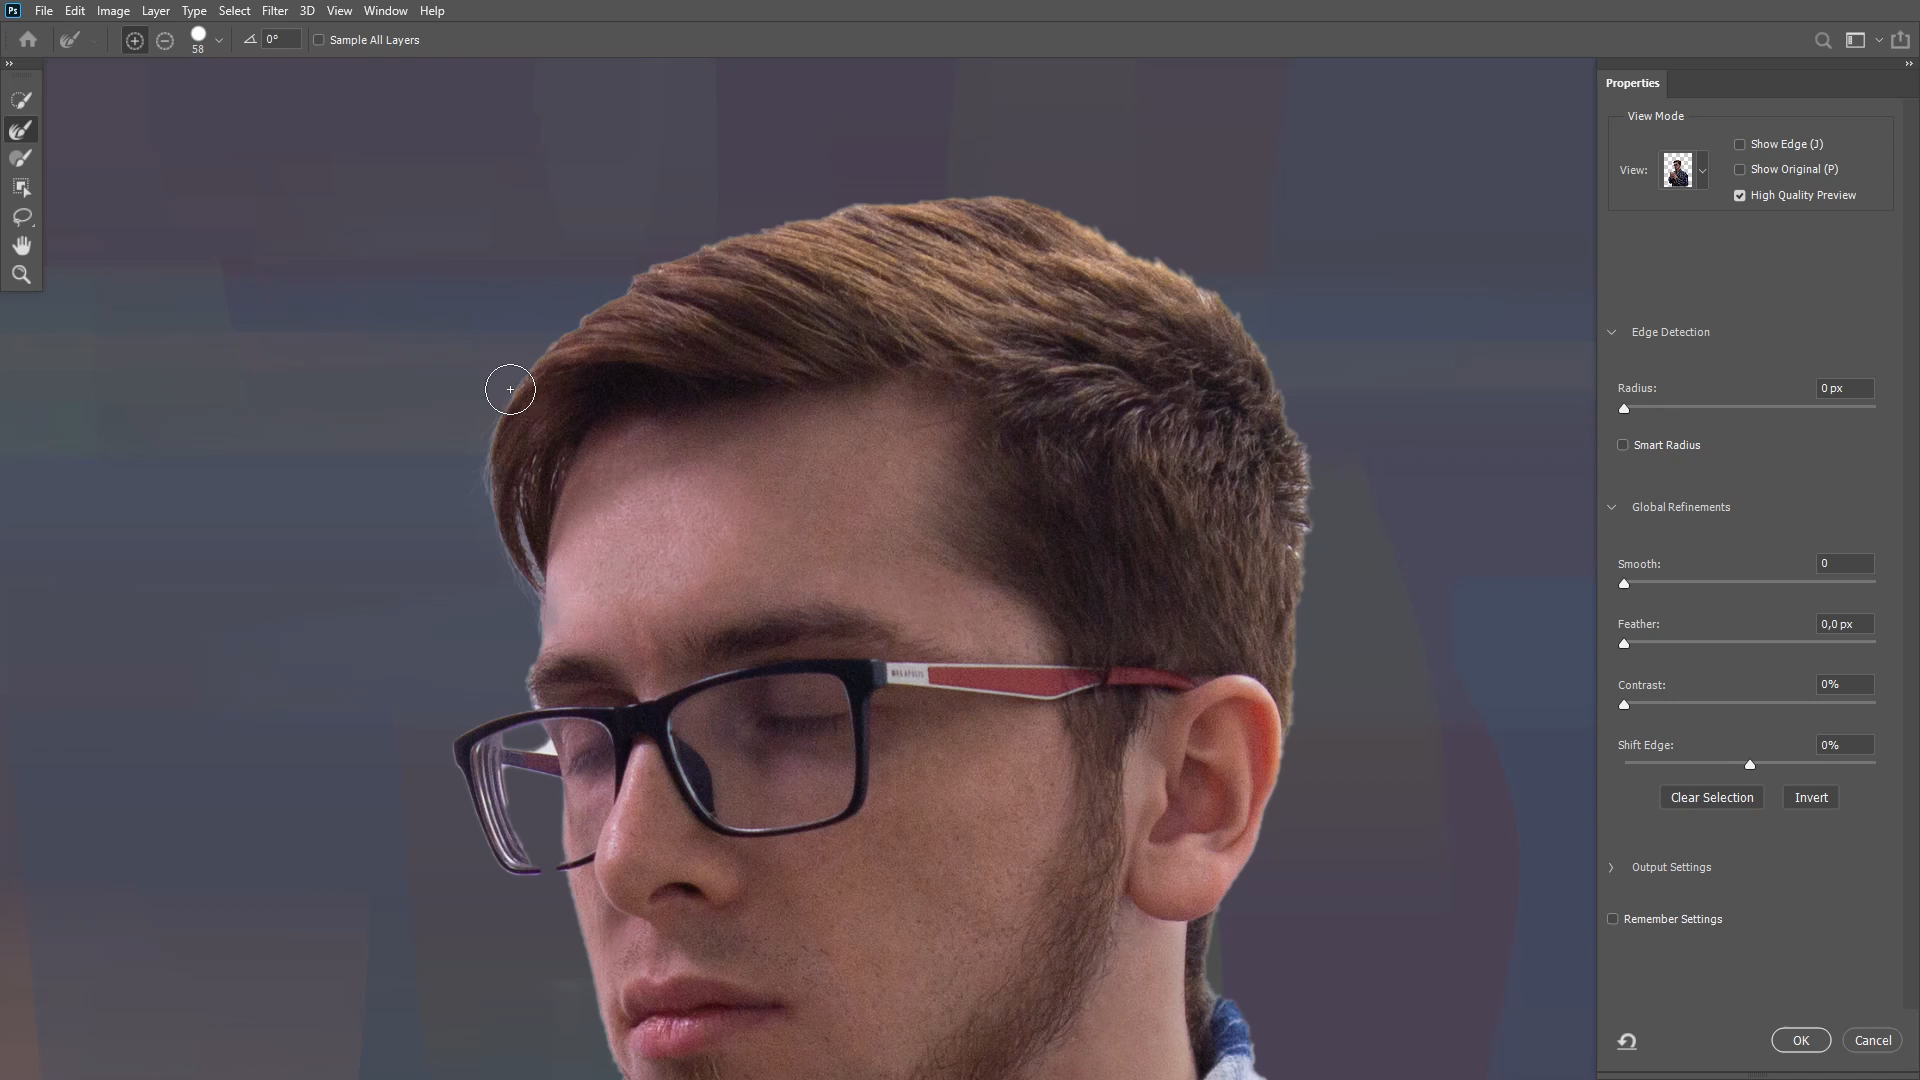 Ps File Edit Image Layer Type Select Filter 3D View Window Help
58 0° Sample All Layers
Properties
View Mode
Show Edge (J)
View:
Show Original (P)
High Quality Preview
Edge Detection
Radius: 0 px
Smart Radius
Global Refinements
Smooth: 0
Feather: 0,0 px
Contrast: 0%
Shift Edge: 0%
Clear Selection Invert
Output Settings
Remember Settings
OK Cancel